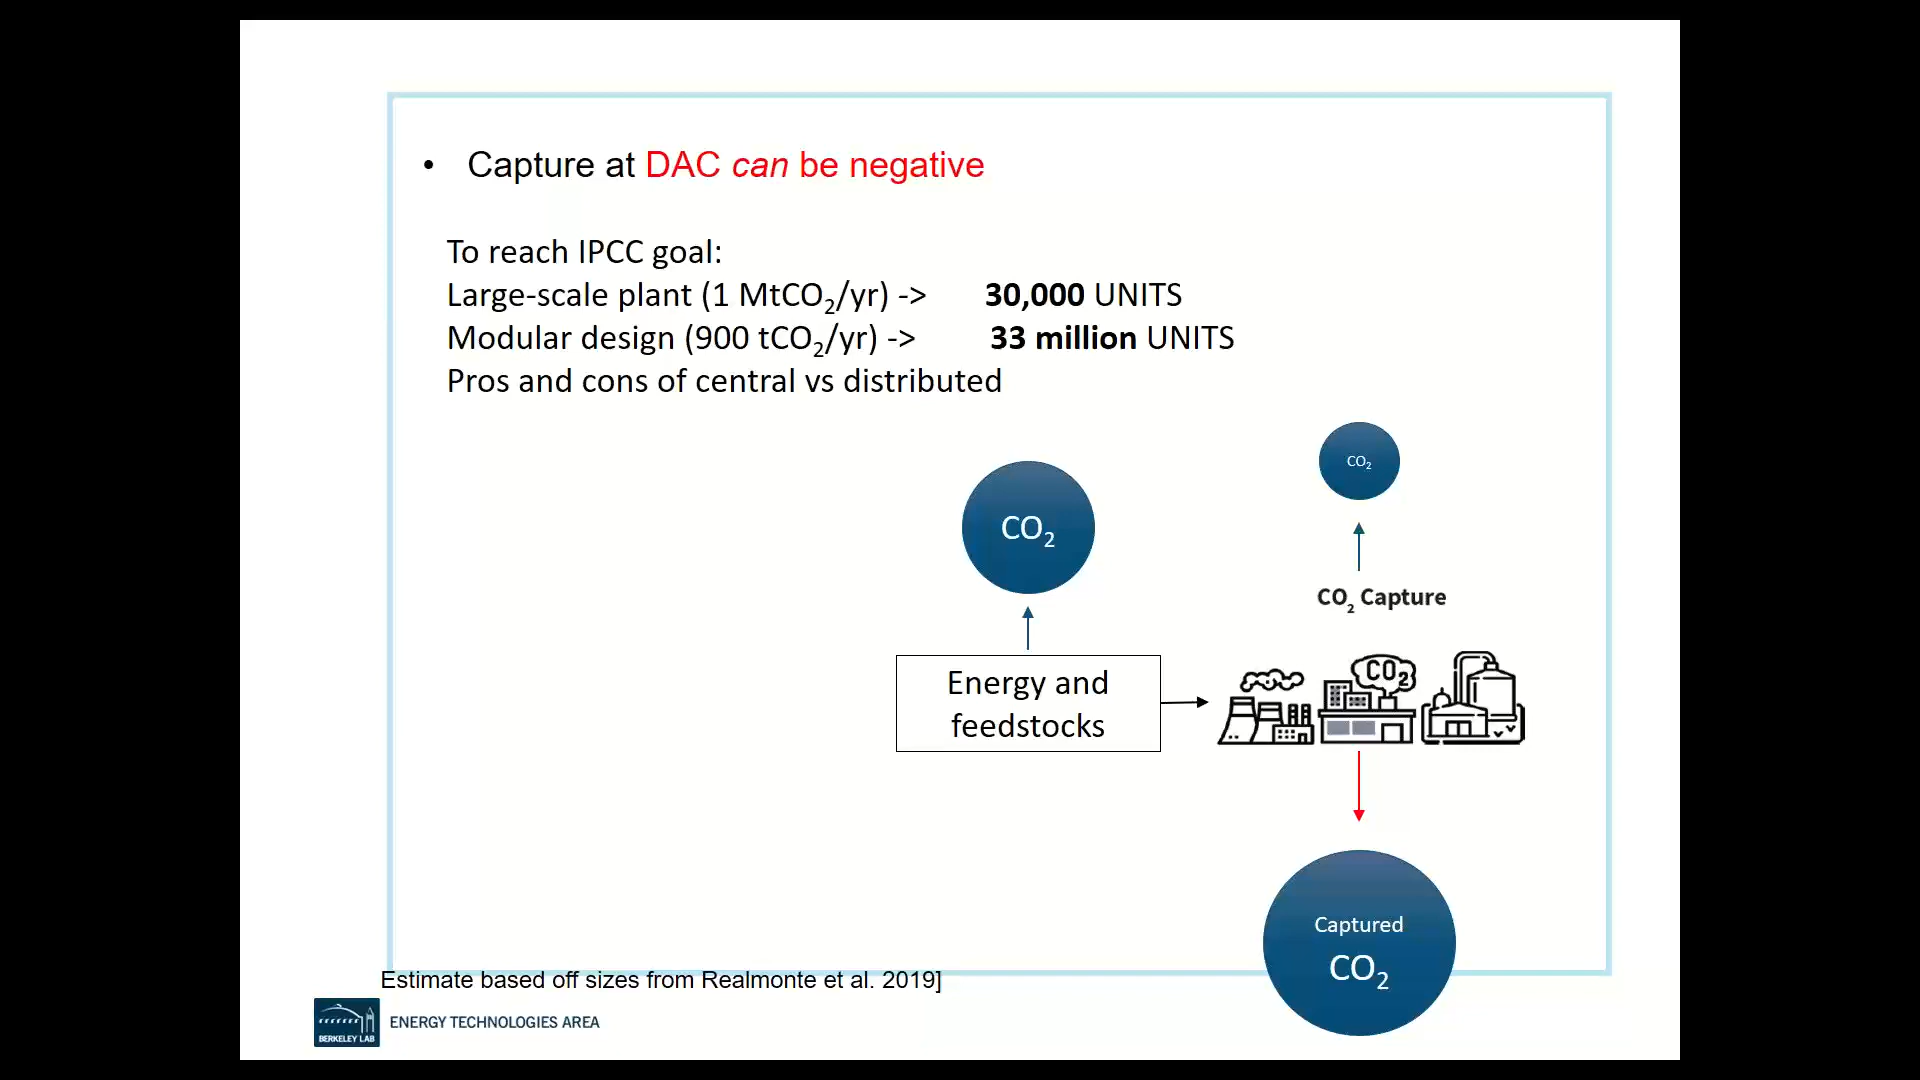 • Capture at DAC can be negative
To reach IPCC goal:
Large-scale plant (1 MtCO₂/yr) -> 30,000 UNITS
Modular design (900 tCO₂/yr) -> 33 million UNITS
Pros and cons of central vs distributed
CO₂
CO₂
CO₂ Capture
Energy and
feedstocks
CO₂
Captured
CO₂
Estimate based off sizes from Realmonte et al. 2019]
BERKELEY LAB
ENERGY TECHNOLOGIES AREA